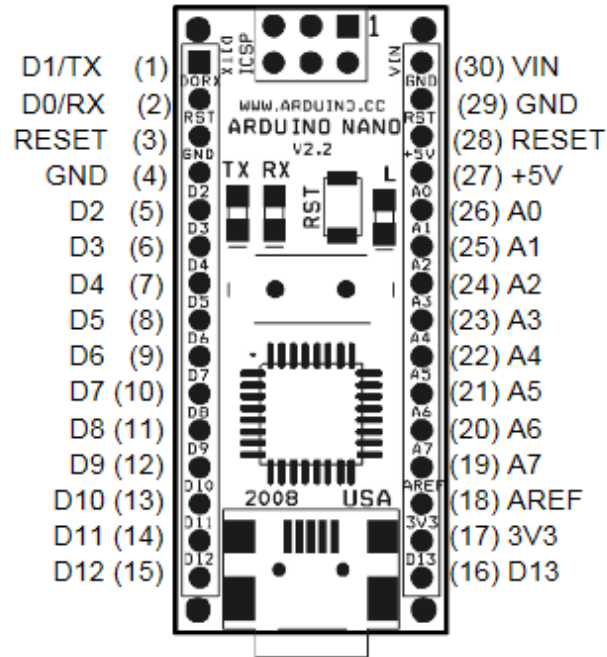 D1/TX (1)
D0/RX (2)
RESET (3)
GND (4)
D2 (5)
D3 (6)
D4 (7)
D5 (8)
D6 (9)
D7 (10)
D8 (11)
D9 (12)
D10 (13)
D11 (14)
D12 (15)
ICSP
1
WWW.ARDUINO.CC
ARDUINO NANO
V2.2
TX RX
RST
L
2008 USA
RST
GND
D2
D3
D4
D5
D6
D7
D8
D9
D10
D11
D12
VIN
GND
RST
+5V
A0
A1
A2
A3
A4
A5
A6
A7
AREF
3V3
D13
(30) VIN
(29) GND
(28) RESET
(27) +5V
(26) A0
(25) A1
(24) A2
(23) A3
(22) A4
(21) A5
(20) A6
(19) A7
(18) AREF
(17) 3V3
(16) D13